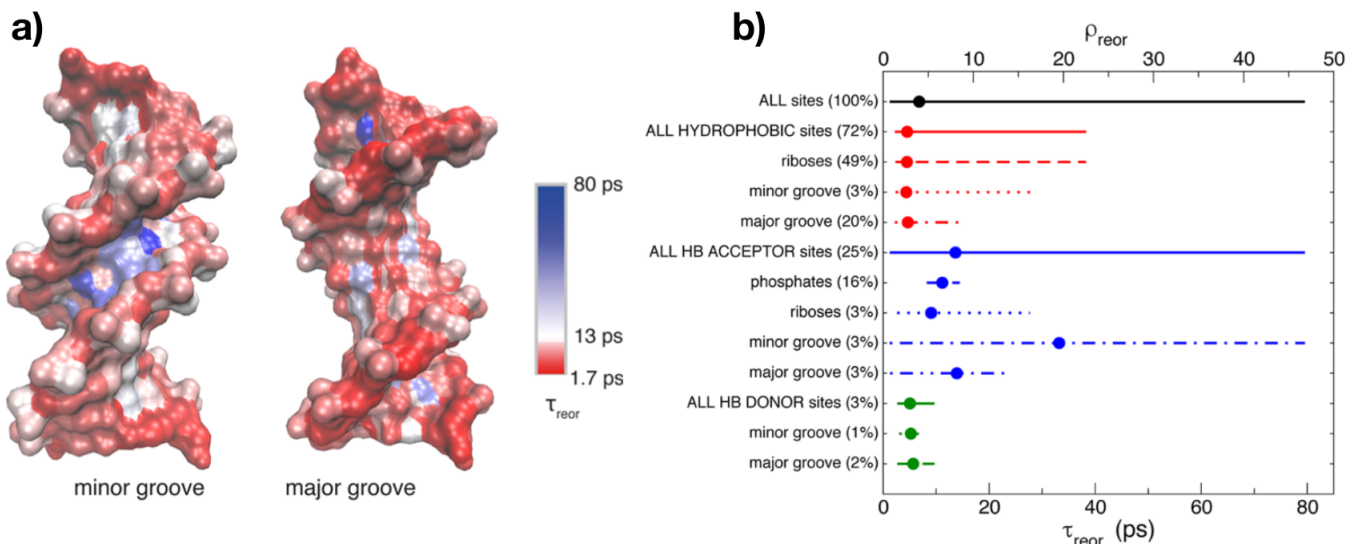 a)
minor groove
major groove
80 ps
13 ps
1.7 ps
τreor
b)
ρreor
0 10 20 30 40 50
ALL sites (100%)
ALL HYDROPHOBIC sites (72%)
riboses (49%)
minor groove (3%)
major groove (20%)
ALL HB ACCEPTOR sites (25%)
phosphates (16%)
riboses (3%)
minor groove (3%)
major groove (3%)
ALL HB DONOR sites (3%)
minor groove (1%)
major groove (2%)
0 20 40 60 80
τreor (ps)